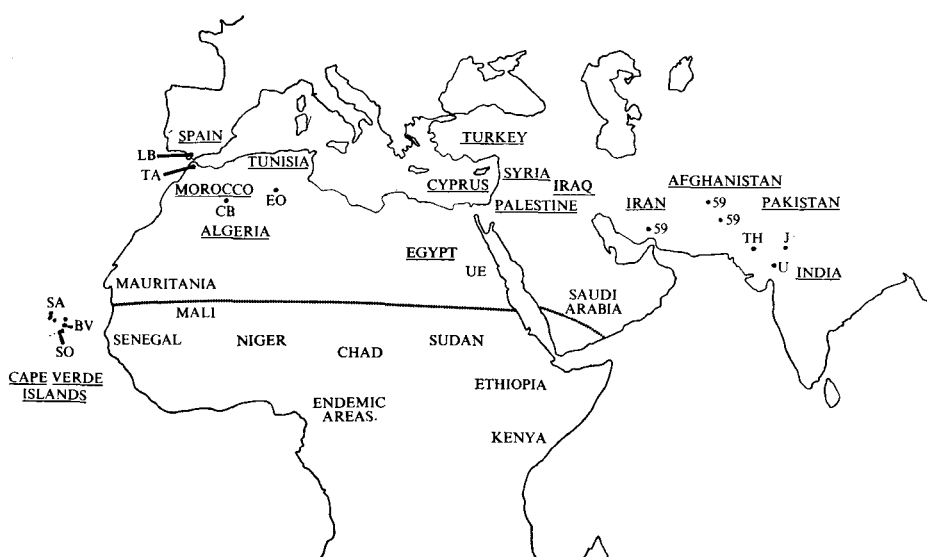 SPAIN
LB
TA
TUNISIA
MOROCCO
CB
EO
ALGERIA
TURKEY
CYPRUS
SYRIA
IRAQ
PALESTINE
EGYPT
UE
IRAN
59
AFGHANISTAN
59
59
PAKISTAN
TH
J
U
INDIA
SAUDI
ARABIA
MAURITANIA
MALI
SENEGAL
NIGER
CHAD
SUDAN
ETHIOPIA
KENYA
ENDEMIC
AREAS.
SA
BV
SO
CAPE VERDE
ISLANDS